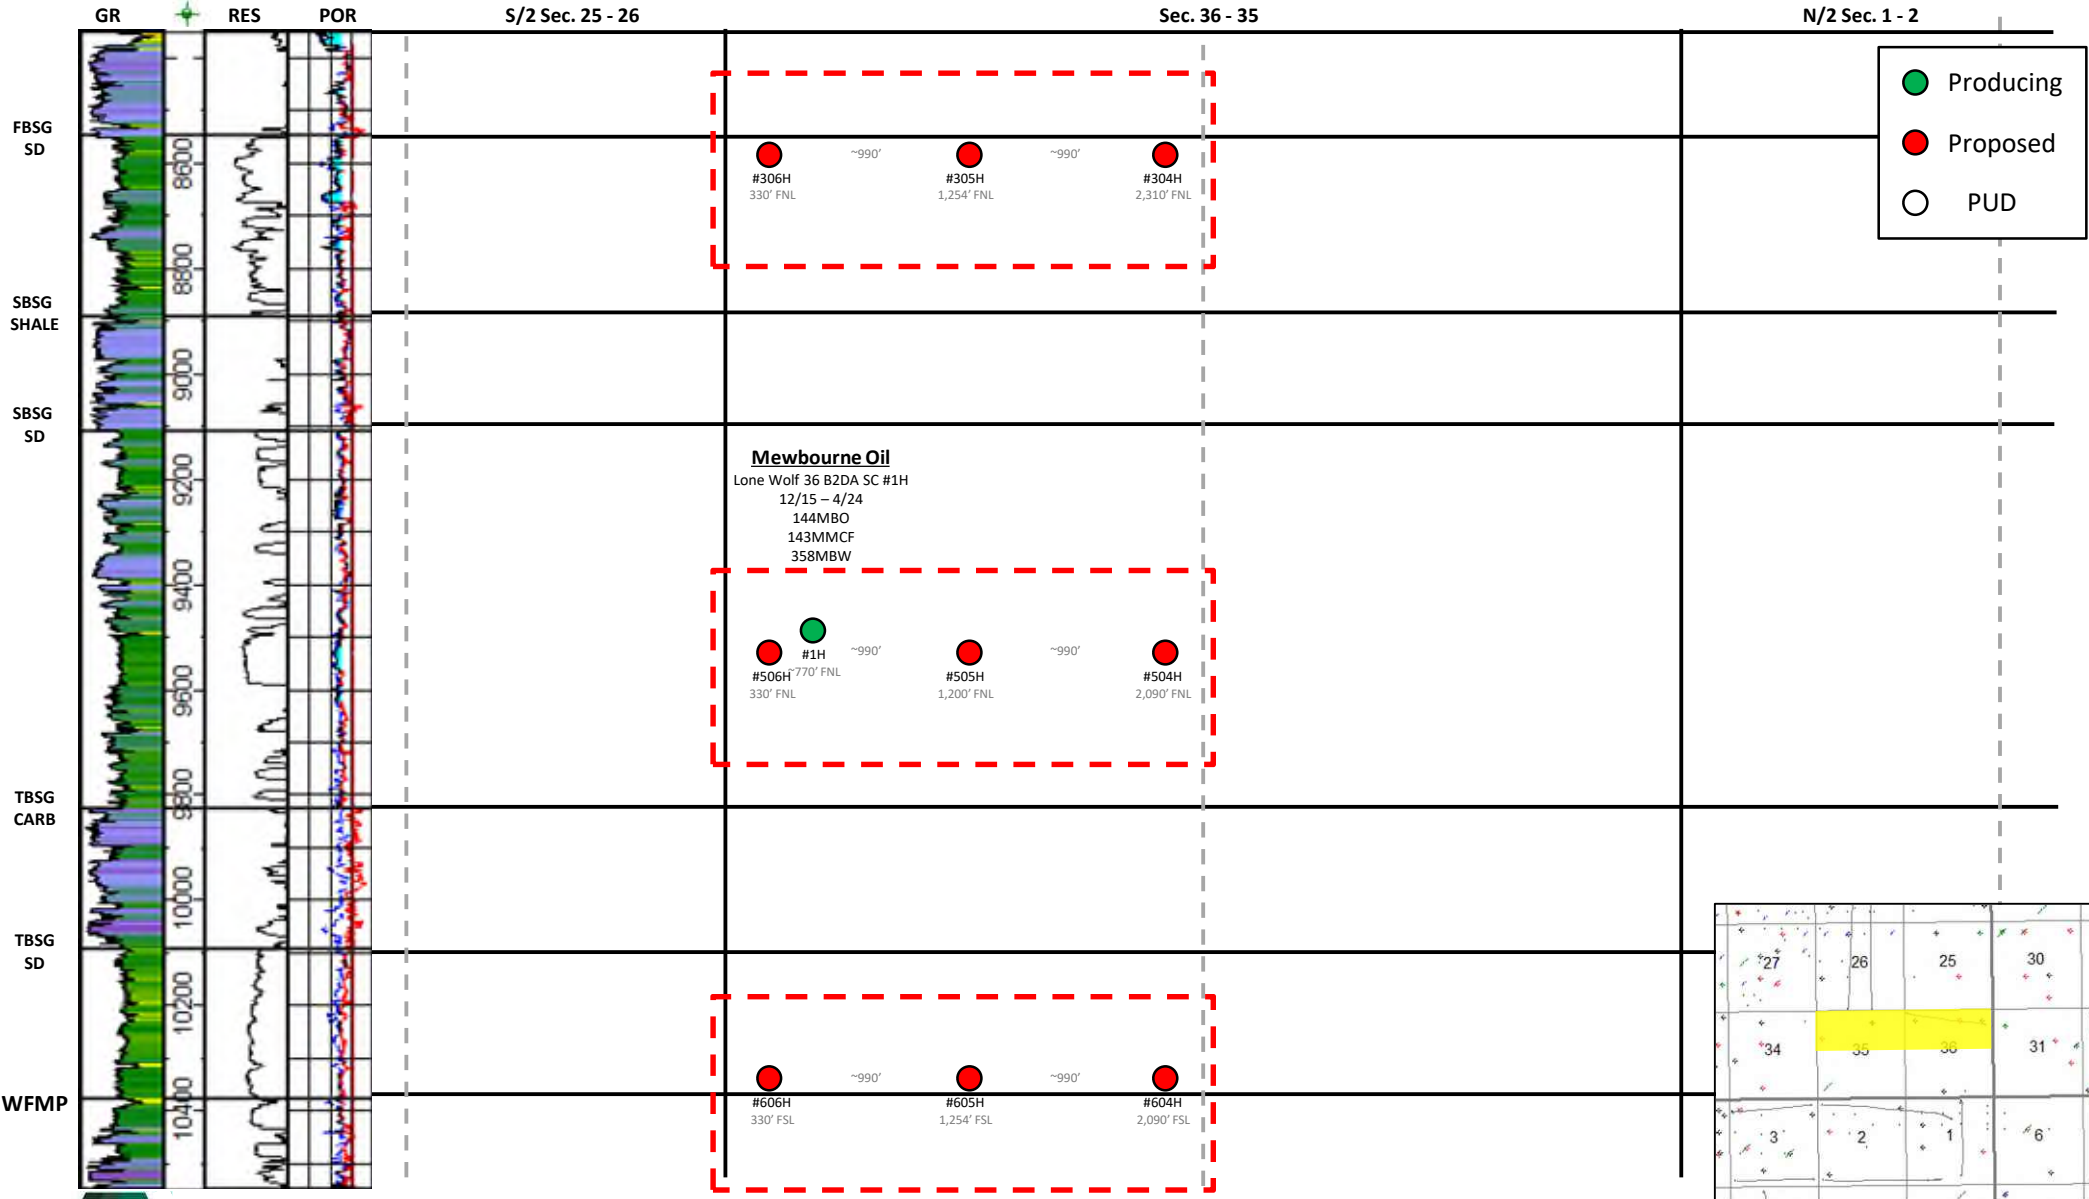 GR RES POR S/2 Sec. 25 - 26 Sec. 36 - 35 N/2 Sec. 1 - 2
Producing
Proposed
PUD
FBSG
SD
8600
#306H ~990' #305H ~990' #304H
330' FNL 1,254' FNL 2,310' FNL
8800
SBSG
SHALE
9000
SBSG
SD
9200
Mewbourne Oil
Lone Wolf 36 B2DA SC #1H
12/15 – 4/24
144MBO
143MMCF
358MBW
9400
#1H
~770' FNL
#506H ~990' #505H ~990' #504H
330' FNL 1,200' FNL 2,090' FNL
9600
9800
TBSG
CARB
10000
TBSG
SD
10200
WFMP
10400
#606H ~990' #605H ~990' #604H
330' FSL 1,254' FSL 2,090' FSL
27 26 25 30
34 35 36 31
3 2 1 6